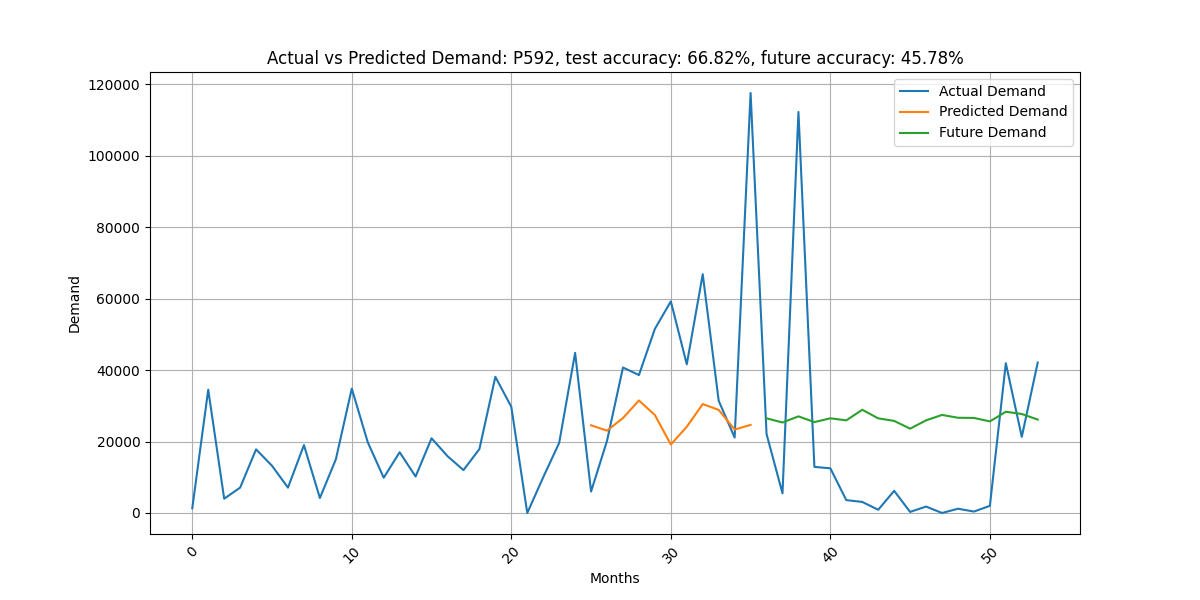 Actual vs Predicted Demand: P592, test accuracy: 66.82%, future accuracy: 45.78%
Actual Demand
Predicted Demand
Future Demand
120000
100000
80000
60000
40000
20000
0
Demand
0 10 20 30 40 50
Months